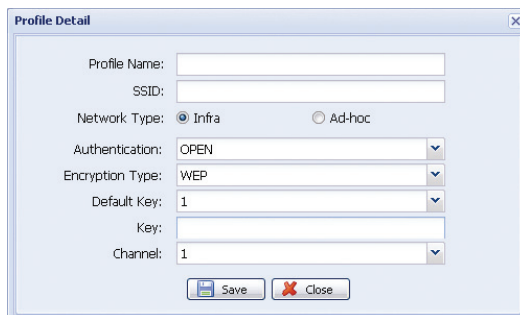 Profile Detail
Profile Name:
SSID:
Network Type: Infra Ad-hoc
Authentication: OPEN
Encryption Type: WEP
Default Key: 1
Key:
Channel: 1
Save Close